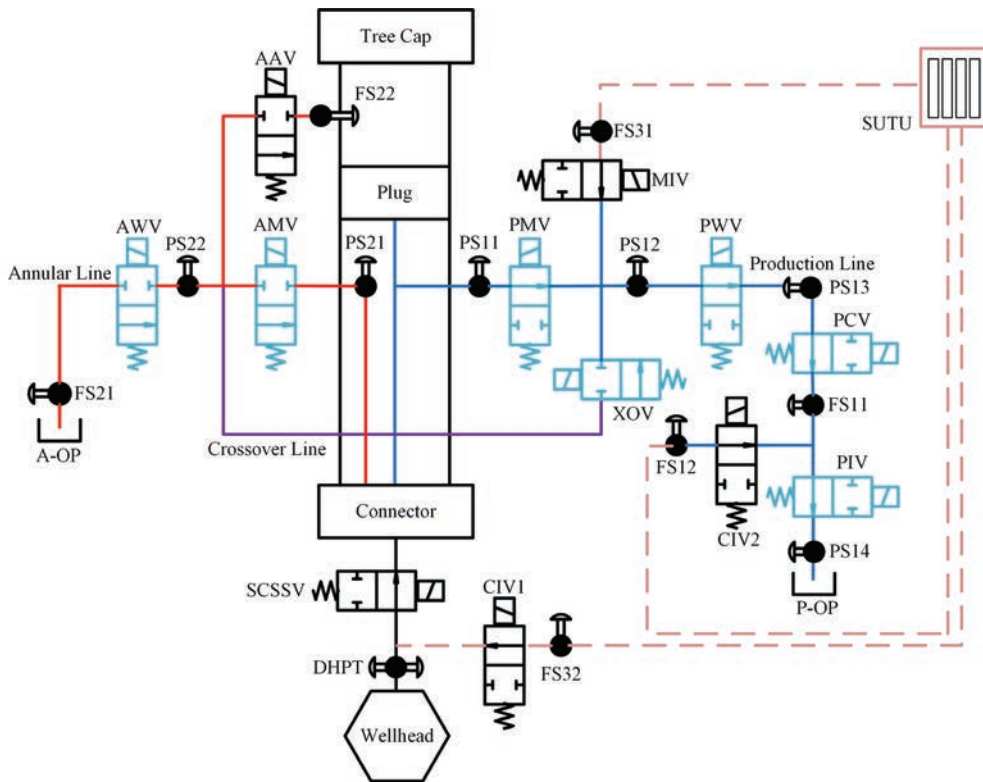 Tree Cap
AAV
FS22
SUTU
FS31
MIV
Plug
AWV
AMV
PS21
PS11
PMV
PS12
PWV
PS22
Annular Line
Production Line
PS13
PCV
FS21
XOV
FS11
A-OP
Crossover Line
FS12
PIV
Connector
CIV2
PS14
SCSSV
CIV1
P-OP
DHPT
FS32
Wellhead